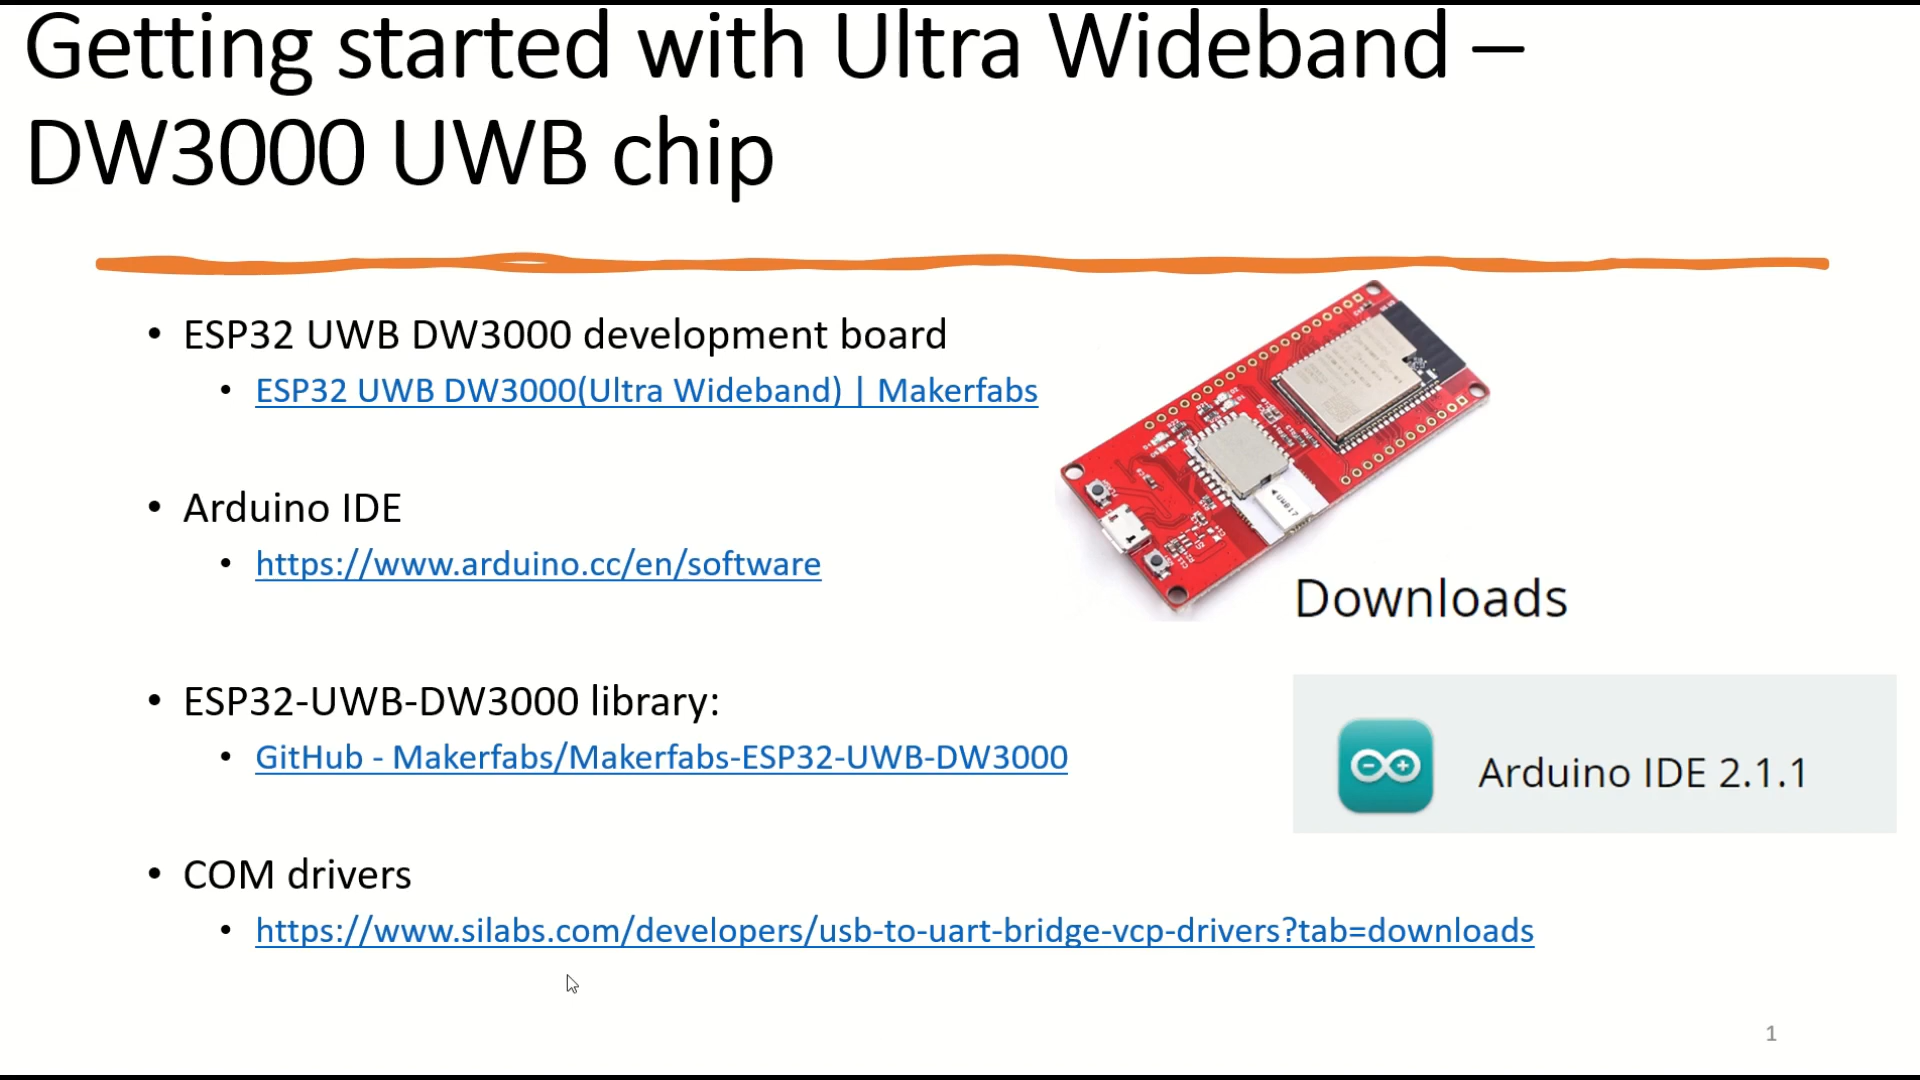 Getting started with Ultra Wideband –
DW3000 UWB chip
• ESP32 UWB DW3000 development board
• ESP32 UWB DW3000(Ultra Wideband) | Makerfabs
• Arduino IDE
• https://www.arduino.cc/en/software
Downloads
• ESP32-UWB-DW3000 library:
• GitHub - Makerfabs/Makerfabs-ESP32-UWB-DW3000
Arduino IDE 2.1.1
• COM drivers
• https://www.silabs.com/developers/usb-to-uart-bridge-vcp-drivers?tab=downloads
1